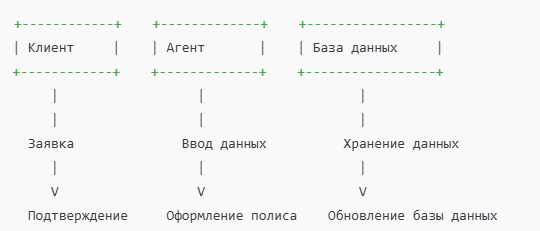 +------------+    +-------------+    +-----------------+
| Клиент     |    | Агент       |    | База данных     |
+------------+    +-------------+    +-----------------+
     |                  |                    |
     |                  |                    |
  Заявка              Ввод данных          Хранение данных
     |                  |                    |
     V                  V                    V
  Подтверждение     Оформление полиса    Обновление базы данных